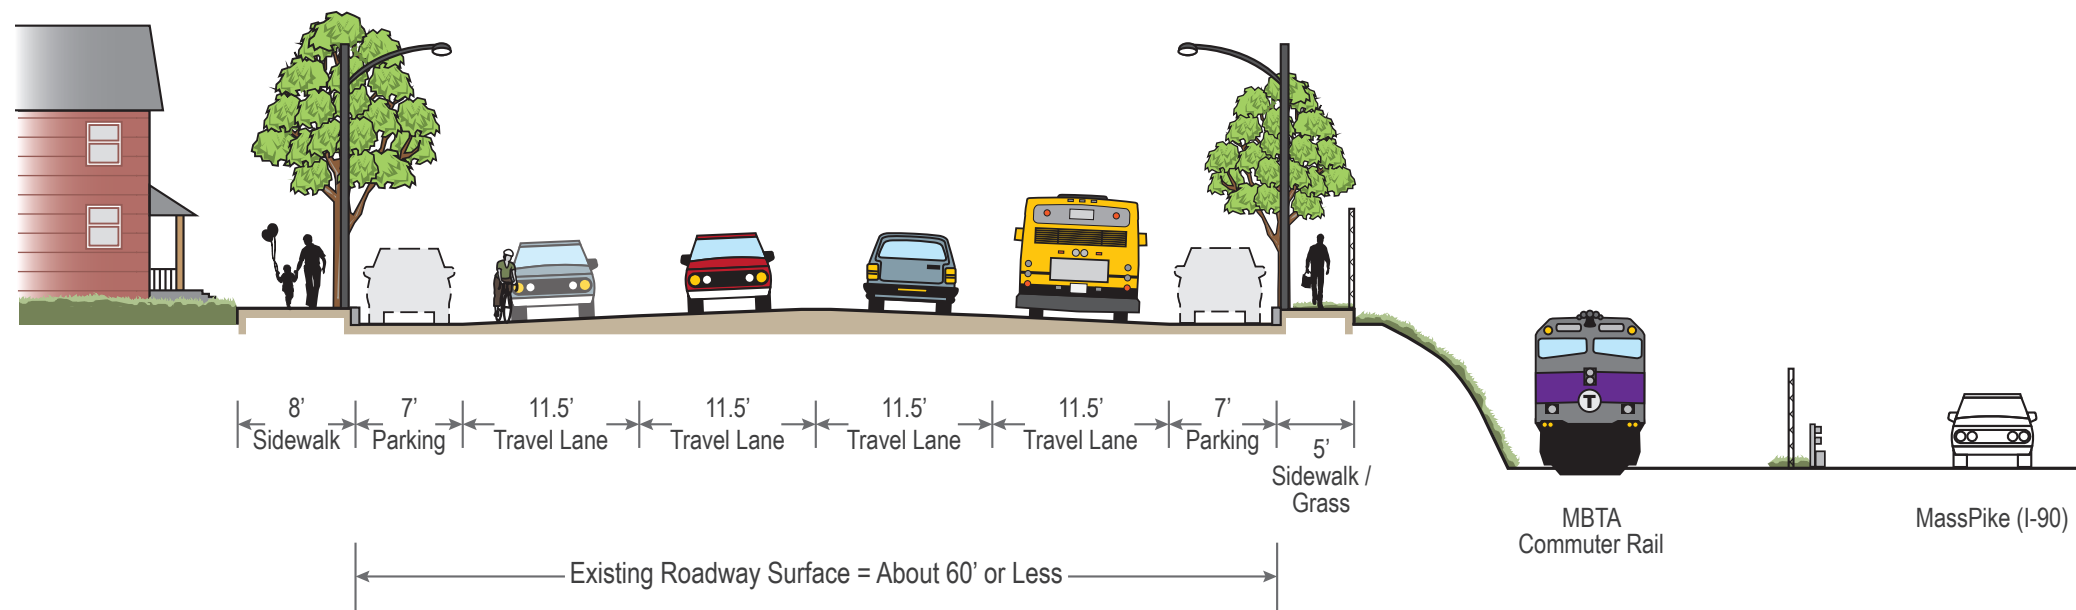 8’
Sidewalk
7’
Parking
11.5’
Travel Lane
11.5’
Travel Lane
11.5’
Travel Lane
11.5’
Travel Lane
7’
Parking
5’
Sidewalk /
Grass
T
MBTA
Commuter Rail
MassPike (I-90)
Existing Roadway Surface = About 60’ or Less